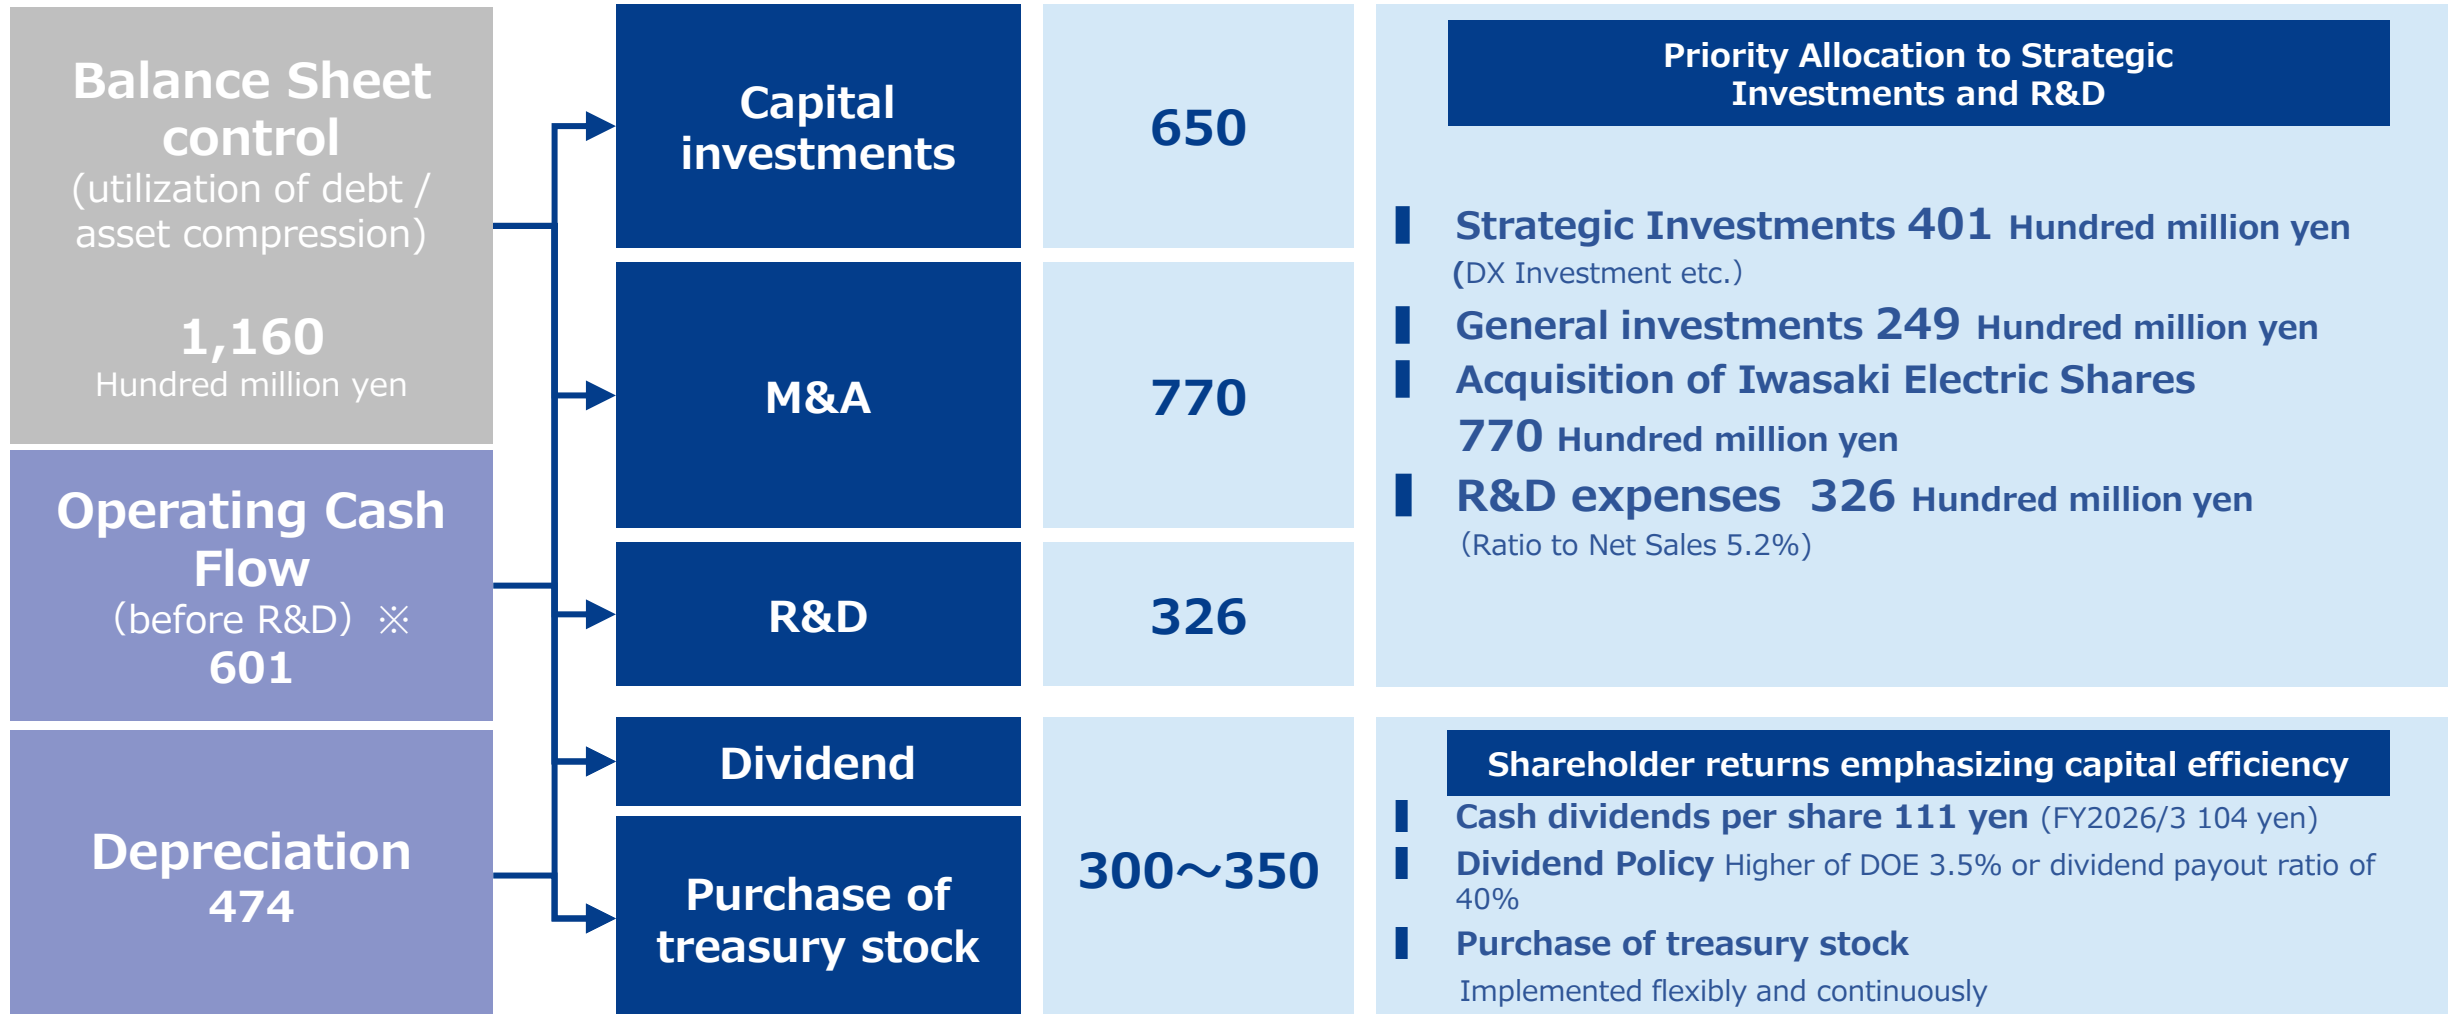 Balance Sheet
control
(utilization of debt /
asset compression)
1,160
Hundred million yen
Operating Cash
Flow
（before R&D）※
601
Depreciation
474
Capital
investments
650
M&A
770
R&D
326
Dividend
Purchase of
treasury stock
300～350
Priority Allocation to Strategic
Investments and R&D
Strategic Investments 401 Hundred million yen
(DX Investment etc.）
General investments 249 Hundred million yen
Acquisition of Iwasaki Electric Shares
770 Hundred million yen
R&D expenses 326 Hundred million yen
（Ratio to Net Sales 5.2%)
Shareholder returns emphasizing capital efficiency
Cash dividends per share 111 yen (FY2026/3 104 yen)
Dividend Policy Higher of DOE 3.5% or dividend payout ratio of
40%
Purchase of treasury stock
Implemented flexibly and continuously